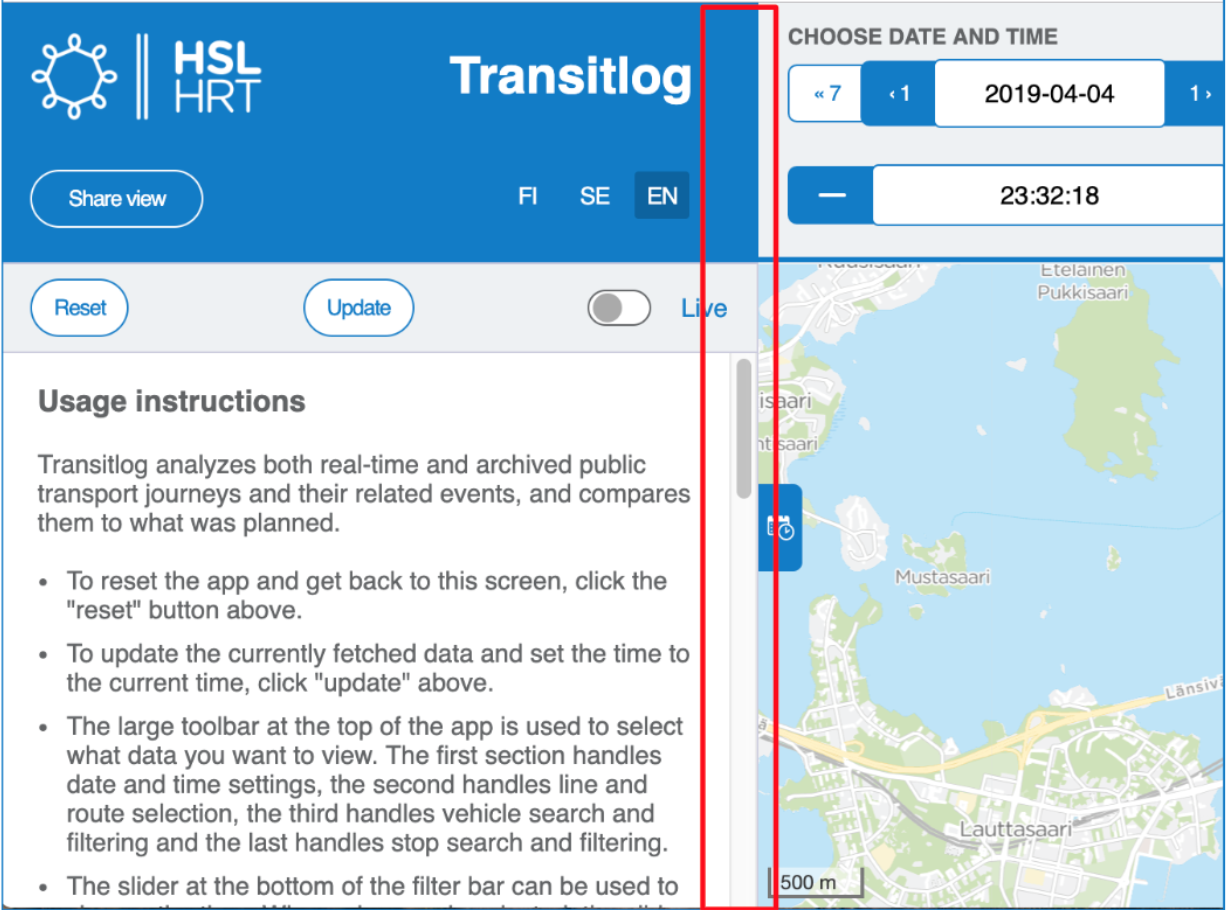 HSL
HRT
Transitlog
Share view
FI SE EN
Reset
Update
Live
Usage instructions
Transitlog analyzes both real-time and archived public
transport journeys and their related events, and compares
them to what was planned.
• To reset the app and get back to this screen, click the
"reset" button above.
• To update the currently fetched data and set the time to
the current time, click "update" above.
• The large toolbar at the top of the app is used to select
what data you want to view. The first section handles
date and time settings, the second handles line and
route selection, the third handles vehicle search and
filtering and the last handles stop search and filtering.
• The slider at the bottom of the filter bar can be used to
CHOOSE DATE AND TIME
« 7 ‹ 1 2019-04-04 1 ›
— 23:32:18
Eteläinen
Pukkisaari
isaari
Mustasaari
Länsiv
Lauttasaari
500 m